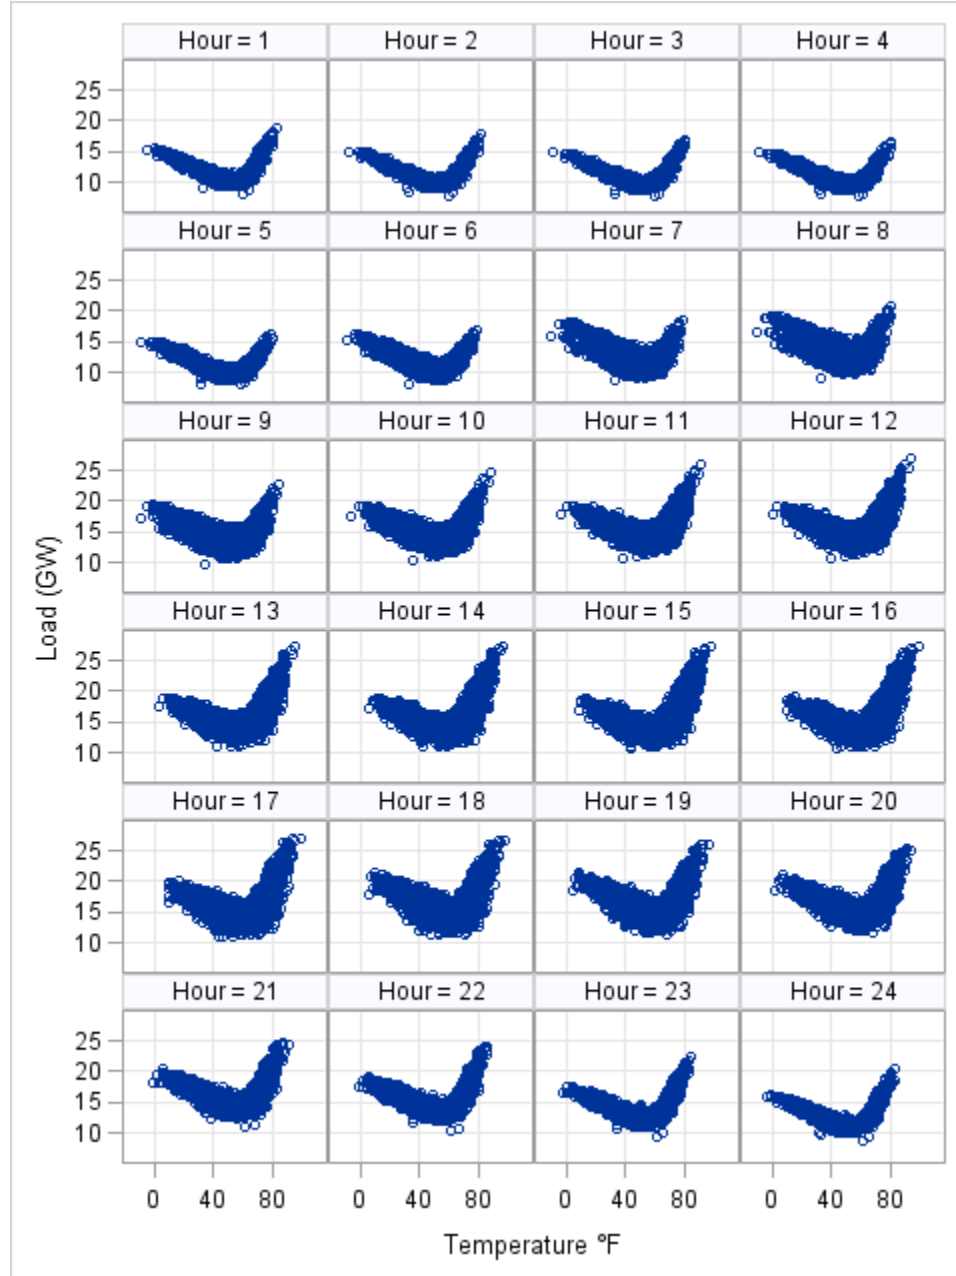 Hour = 1 Hour = 2 Hour = 3 Hour = 4
25
20
15
10
Hour = 5 Hour = 6 Hour = 7 Hour = 8
25
20
15
10
Hour = 9 Hour = 10 Hour = 11 Hour = 12
25
20
15
10
Load (GW)
Hour = 13 Hour = 14 Hour = 15 Hour = 16
25
20
15
10
Hour = 17 Hour = 18 Hour = 19 Hour = 20
25
20
15
10
Hour = 21 Hour = 22 Hour = 23 Hour = 24
25
20
15
10
0 40 80 0 40 80 0 40 80 0 40 80
Temperature ºF